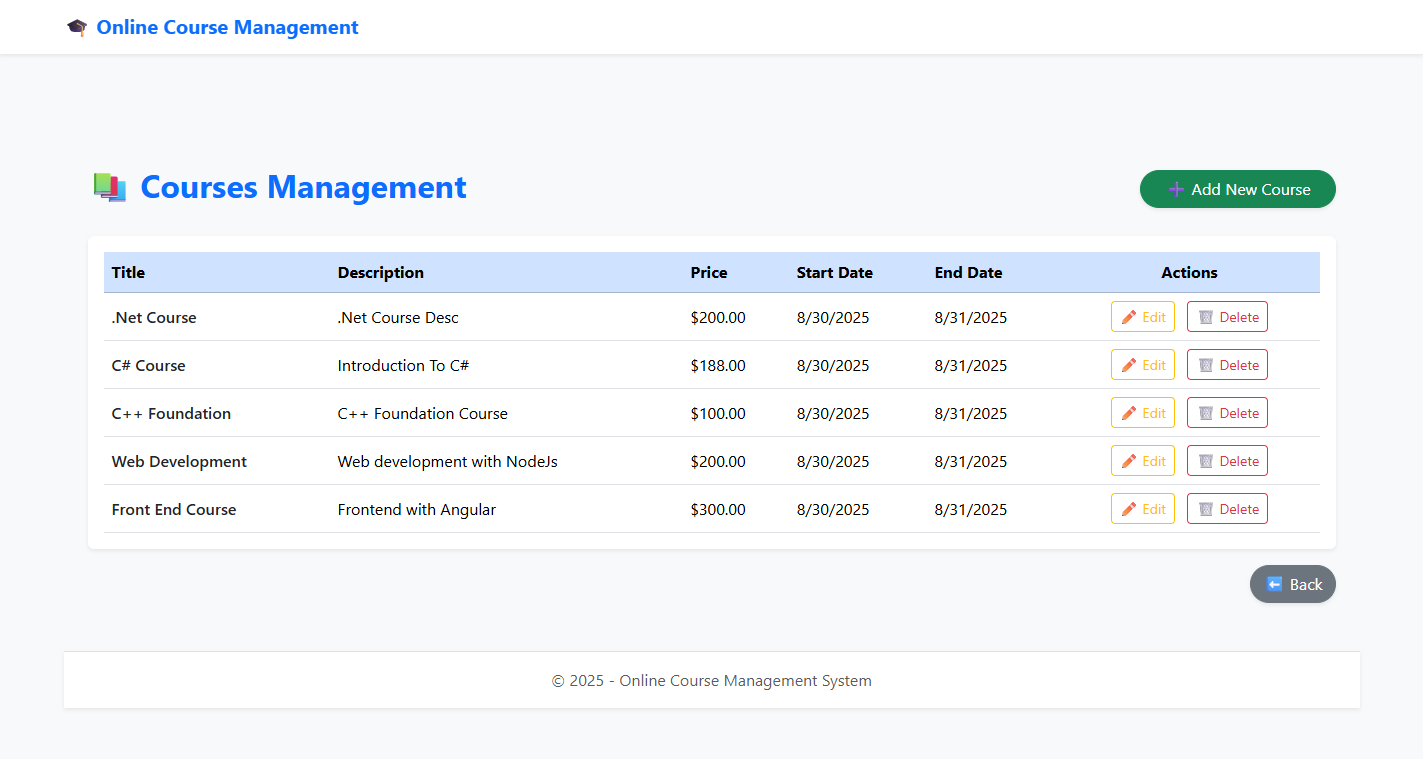 Online Course Management
Courses Management
Add New Course
Title Description Price Start Date End Date Actions
.Net Course .Net Course Desc $200.00 8/30/2025 8/31/2025 Edit Delete
C# Course Introduction To C# $188.00 8/30/2025 8/31/2025 Edit Delete
C++ Foundation C++ Foundation Course $100.00 8/30/2025 8/31/2025 Edit Delete
Web Development Web development with NodeJs $200.00 8/30/2025 8/31/2025 Edit Delete
Front End Course Frontend with Angular $300.00 8/30/2025 8/31/2025 Edit Delete
Back
© 2025 - Online Course Management System